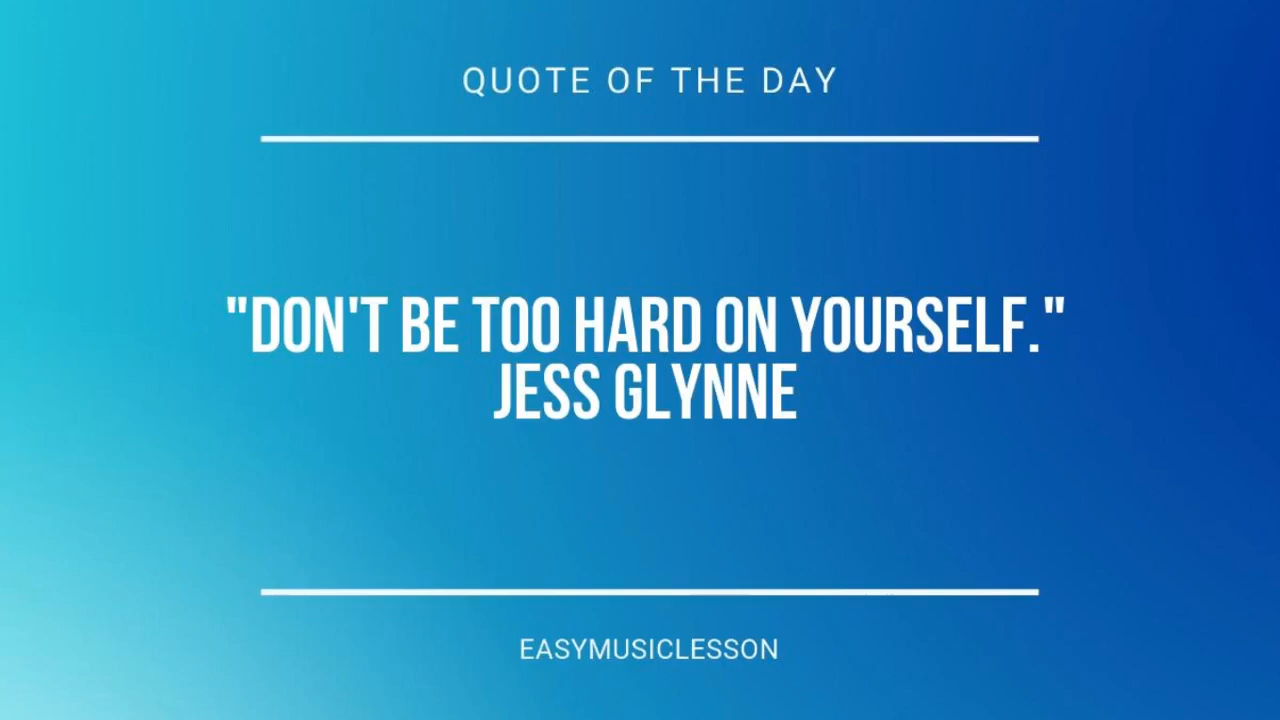 QUOTE OF THE DAY
"DON'T BE TOO HARD ON YOURSELF."
JESS GLYNNE
EASYMUSICLESSON